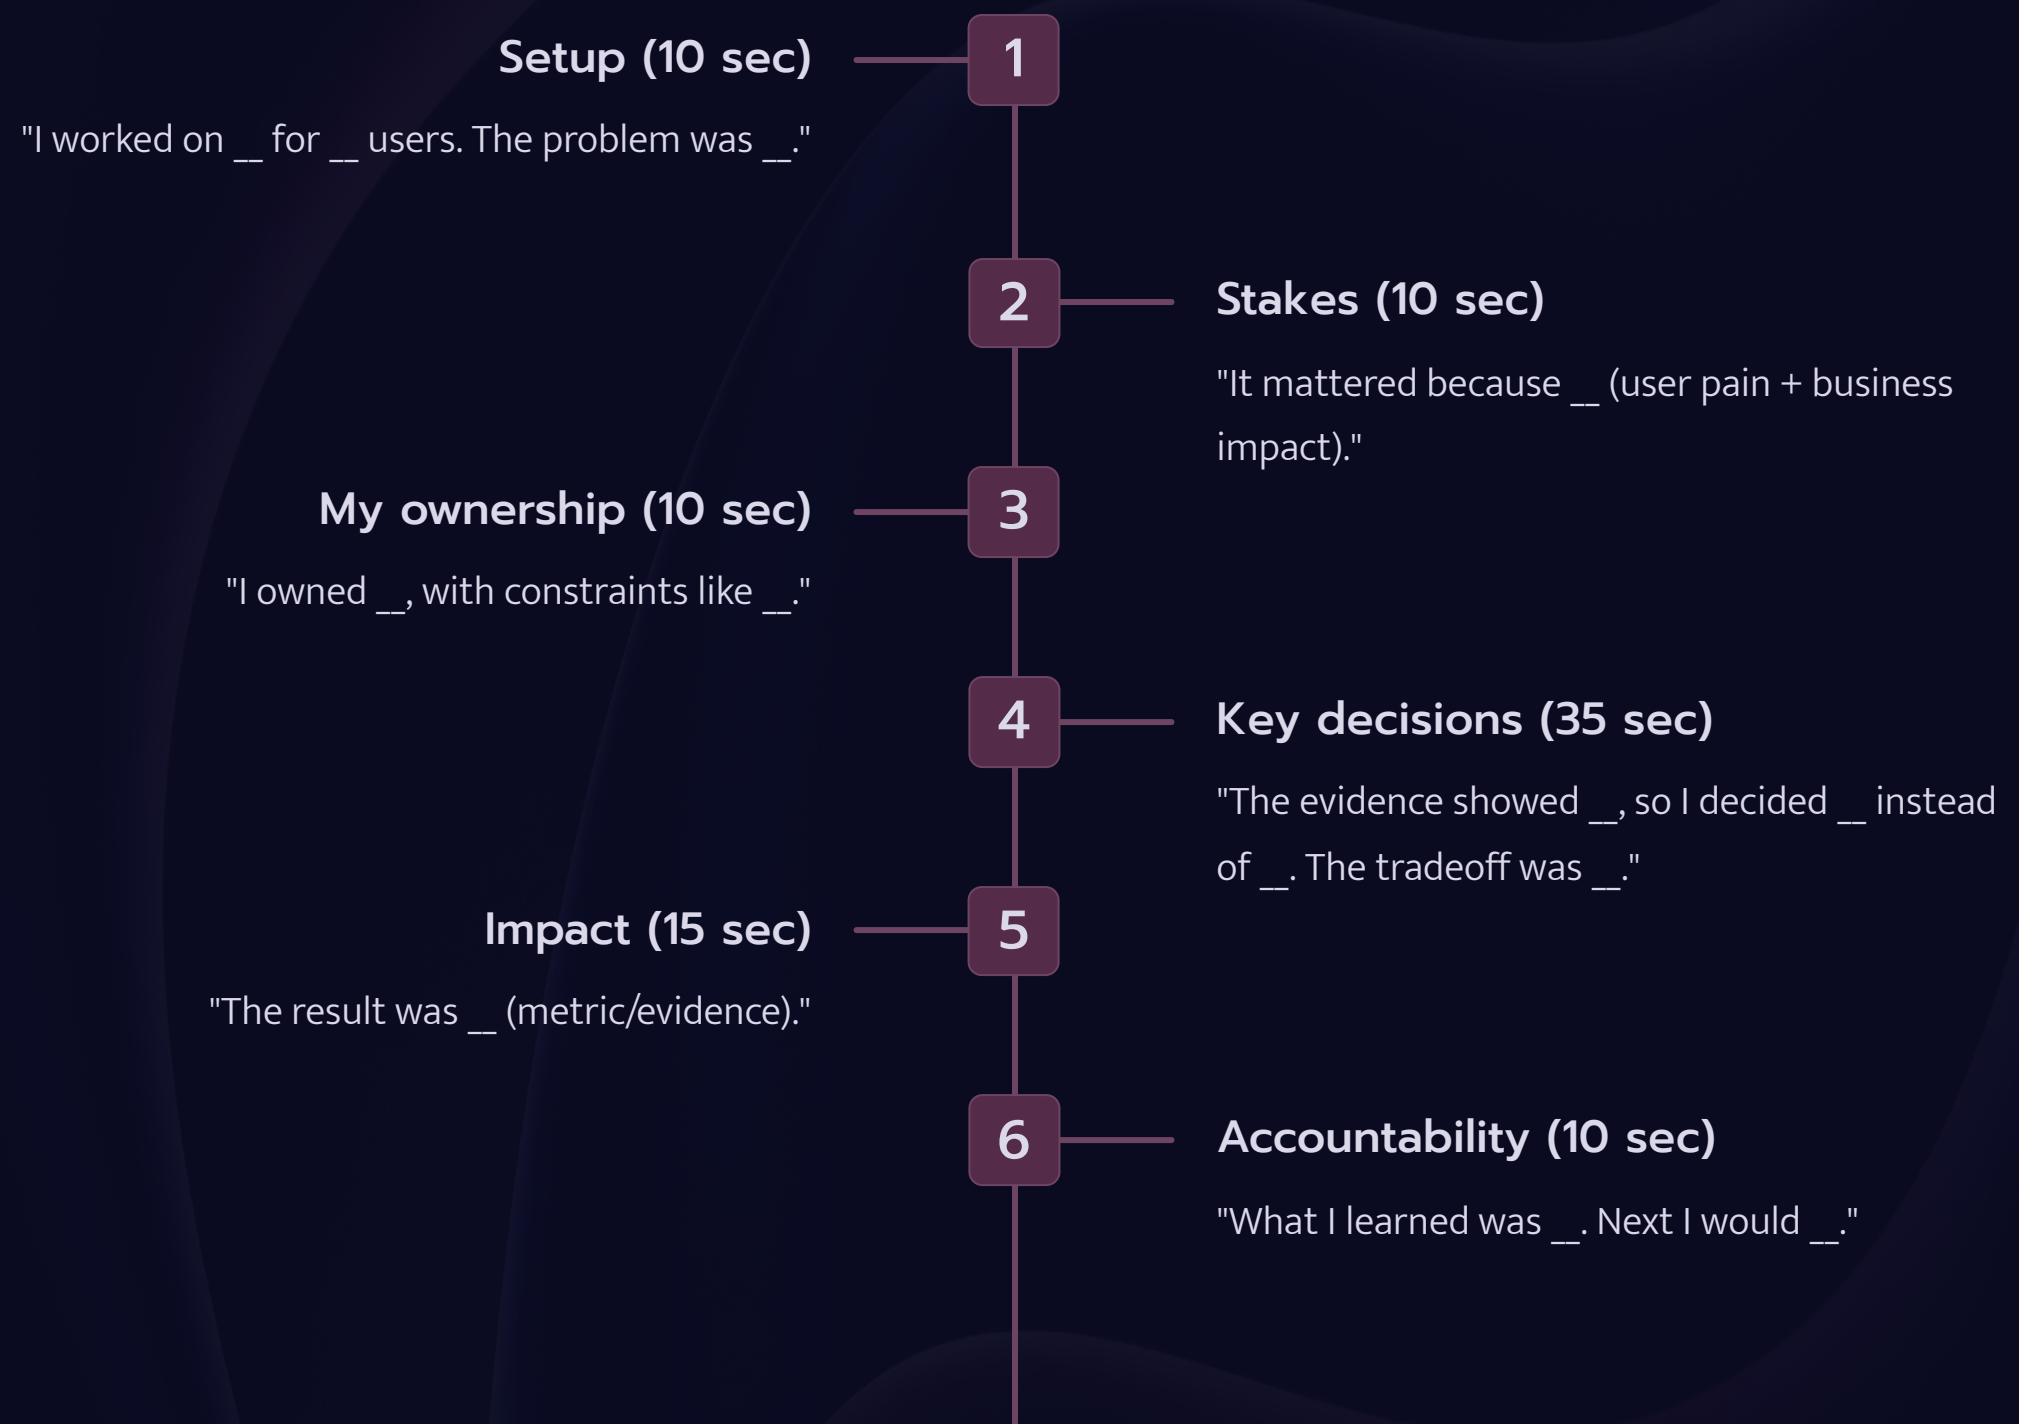 1
Setup (10 sec)
"I worked on __ for __ users. The problem was __."
2
Stakes (10 sec)
"It mattered because __ (user pain + business
impact)."
3
My ownership (10 sec)
"I owned __, with constraints like __."
4
Key decisions (35 sec)
"The evidence showed __, so I decided __ instead
of __. The tradeoff was __."
5
Impact (15 sec)
"The result was __ (metric/evidence)."
6
Accountability (10 sec)
"What I learned was __. Next I would __."